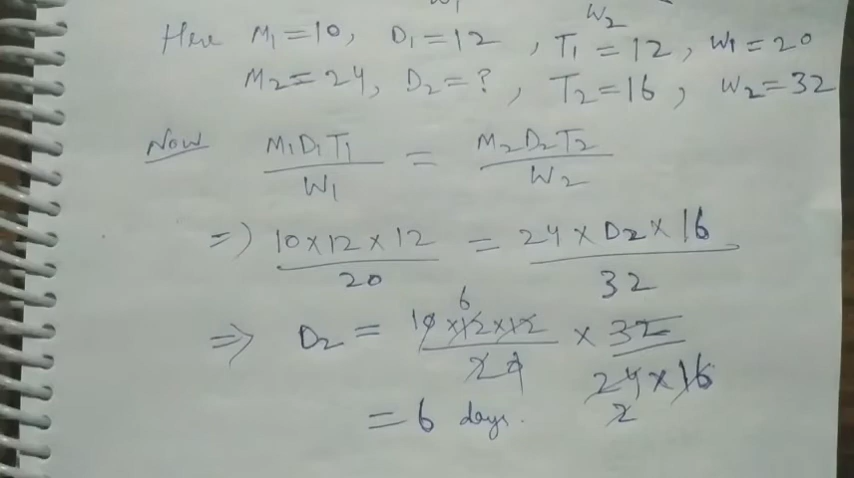 W1 W2
Here M1=10, D1=12, T1=12, W1=20
M2=24, D2=?, T2=16, W2=32
Now M1D1T1/W1 = M2D2T2/W2
=) 10×12×12/20 = 24×D2×16/32
=> D2 = 10×12×12/20 × 32/24×16
6
2
=6 days.